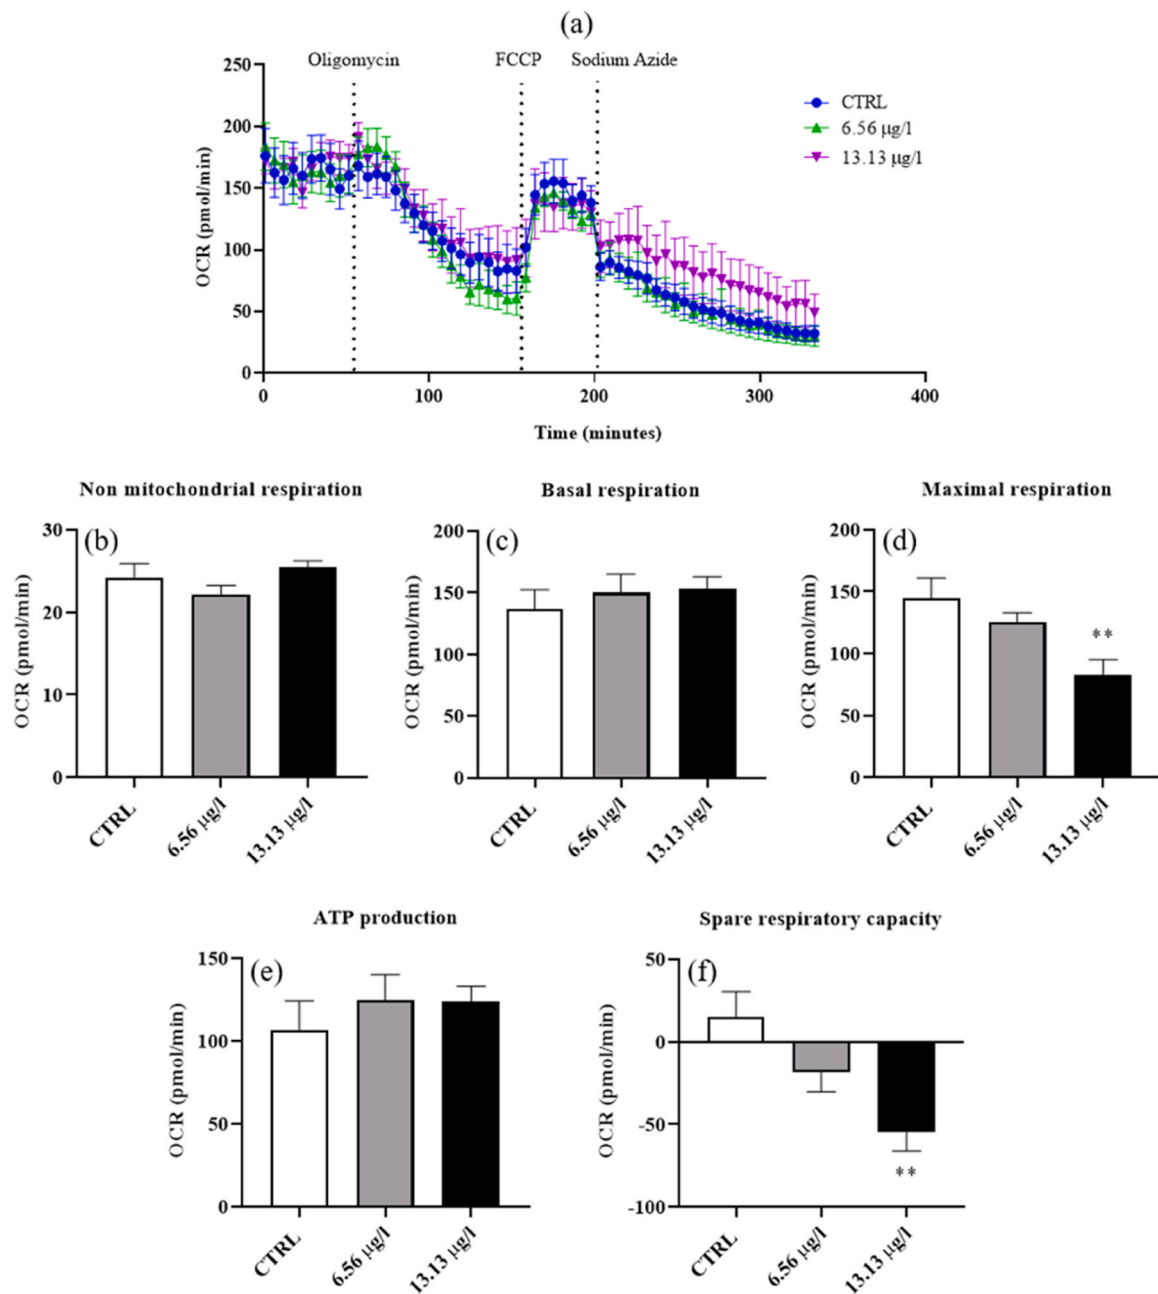 (a)
Oligomycin FCCP Sodium Azide
250
200
150
100
50
0
OCR (pmol/min)
CTRL
6.56 µg/l
13.13 µg/l
0 100 200 300 400
Time (minutes)
Non mitochondrial respiration
(b)
30
20
10
0
OCR (pmol/min)
CTRL 6.56 µg/l 13.13 µg/l
Basal respiration
(c)
200
150
100
50
0
OCR (pmol/min)
CTRL 6.56 µg/l 13.13 µg/l
Maximal respiration
(d)
200
150
100
50
0
OCR (pmol/min)
**
CTRL 6.56 µg/l 13.13 µg/l
ATP production
(e)
150
100
50
0
OCR (pmol/min)
CTRL 6.56 µg/l 13.13 µg/l
Spare respiratory capacity
(f)
50
0
-50
-100
OCR (pmol/min)
**
CTRL 6.56 µg/l 13.13 µg/l